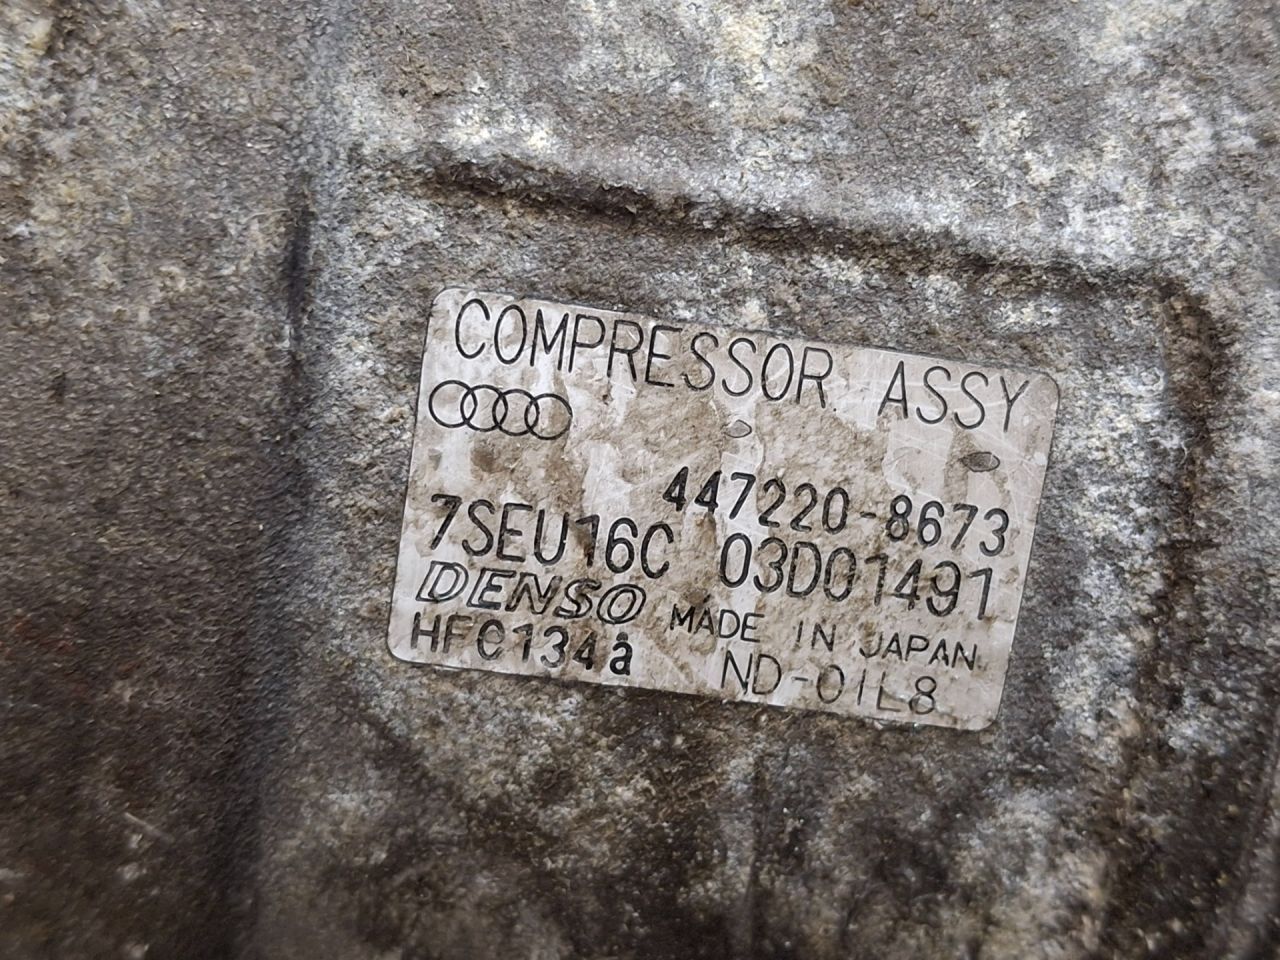 COMPRESSOR ASSY
447220-8673
7SEU16C 03D01491
DENSO MADE IN JAPAN
HFC134a ND-OIL8